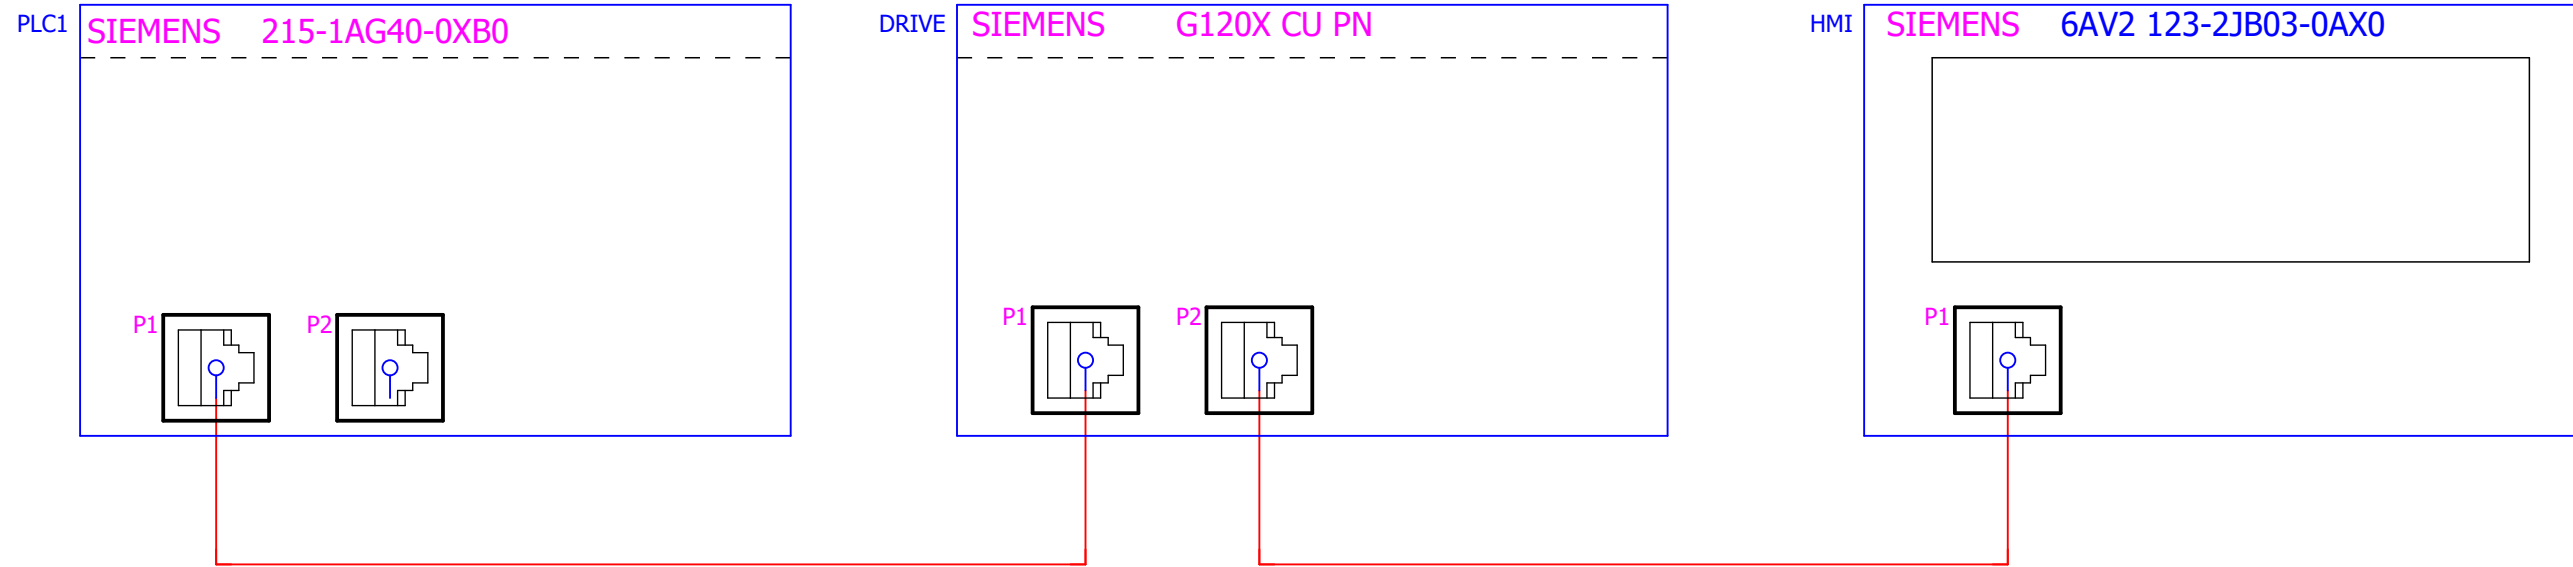 PLC1 SIEMENS 215-1AG40-0XB0
DRIVE SIEMENS G120X CU PN
HMI SIEMENS 6AV2 123-2JB03-0AX0
P1 P2
P1 P2
P1